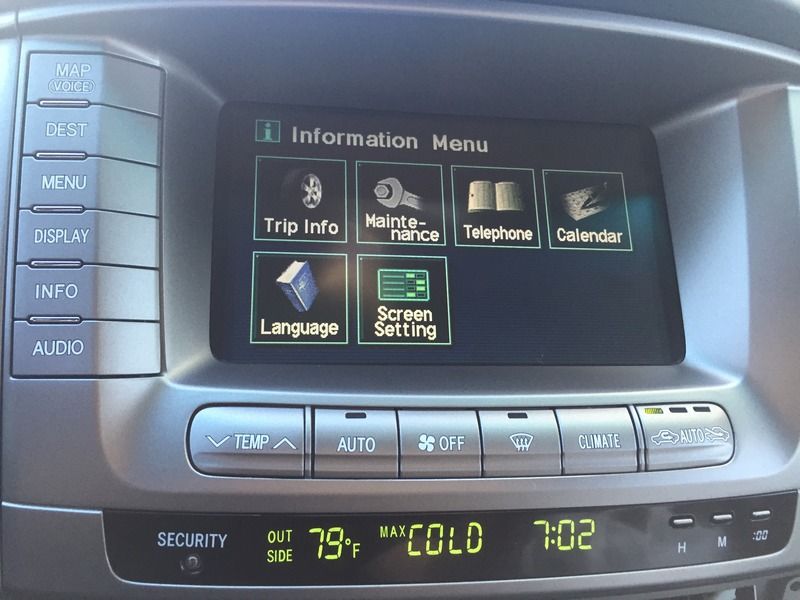 MAP
VOICE
DEST
MENU
DISPLAY
INFO
AUDIO
i Information Menu
Trip Info
Mainte-
nance
Telephone
Calendar
Language
Screen
Setting
TEMP
AUTO
OFF
CLIMATE
AUTO
SECURITY
OUT
SIDE
79°F
MAX COLD
7:02
H
M
:00